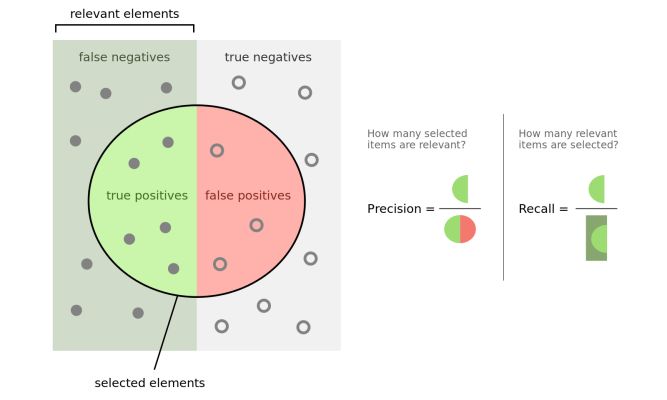 relevant elements
false negatives
true negatives
true positives
false positives
selected elements
How many selected
items are relevant?
Precision =
How many relevant
items are selected?
Recall =